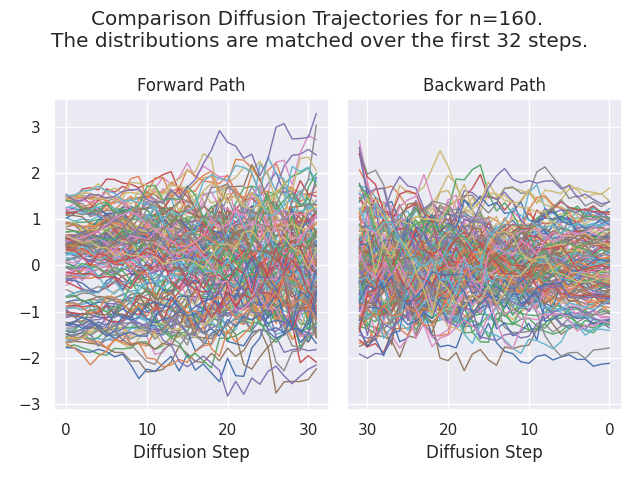 Comparison Diffusion Trajectories for n=160.
The distributions are matched over the first 32 steps.
Forward Path
Backward Path
3
2
1
0
−1
−2
−3
0 10 20 30
30 20 10 0
Diffusion Step
Diffusion Step